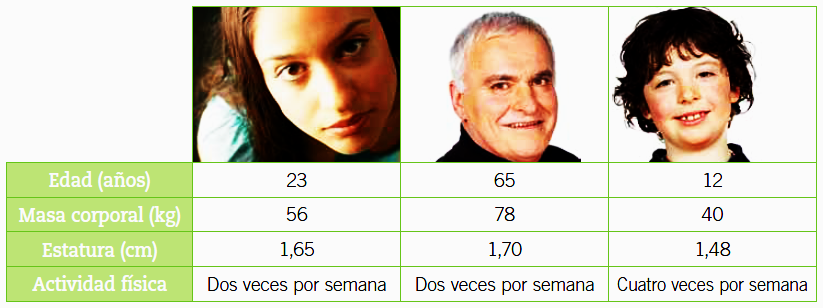 Edad (años) 23 65 12
Masa corporal (kg) 56 78 40
Estatura (cm) 1,65 1,70 1,48
Actividad física Dos veces por semana Dos veces por semana Cuatro veces por semana